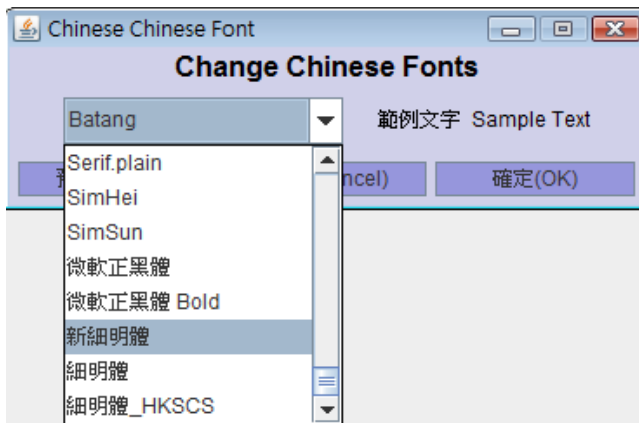 Chinese Chinese Font
Change Chinese Fonts
Batang
範例文字 Sample Text
Serif.plain
SimHei
SimSun
微軟正黑體
微軟正黑體 Bold
新細明體
細明體
細明體_HKSCS
ncel)
確定(OK)